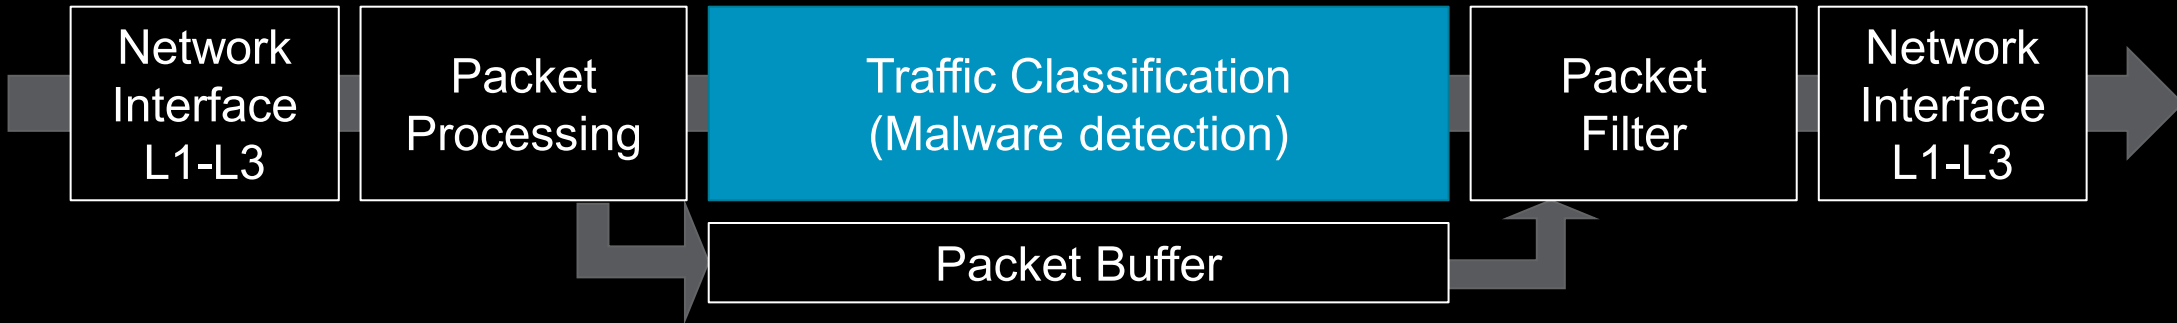 Network
Interface
L1-L3
Packet
Processing
Traffic Classification
(Malware detection)
Packet
Filter
Network
Interface
L1-L3
Packet Buffer